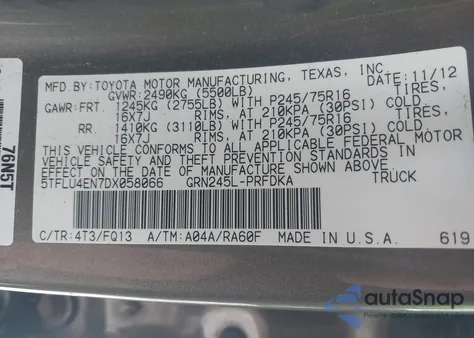 MFD.BY:TOYOTA MOTOR MANUFACTURING, TEXAS, INC.
GVWR:2490KG (5500LB) 11/12
GAWR:FRT 1245KG (2755LB) WITH P245/75R16 TIRES,
16X7J RIMS, AT 210KPA (30PSI) COLD
RR 1410KG (3110LB) WITH P245/75R16 TIRES,
16X7J RIMS, AT 210KPA (30PSI) COLD
THIS VEHICLE CONFORMS TO ALL APPLICABLE FEDERAL MOTOR
VEHICLE SAFETY AND BUMPER STANDARDS IN EFFECT ON THE
DATE OF MANUFACTURE SHOWN ABOVE.
5TFLU4EN7DX058066 GRN245L-PRFDKA TRUCK
C/TR:4T3/FQ13 A/TM:A04A/RA60F MADE IN U.S.A. 619
76N5T
autoSnap